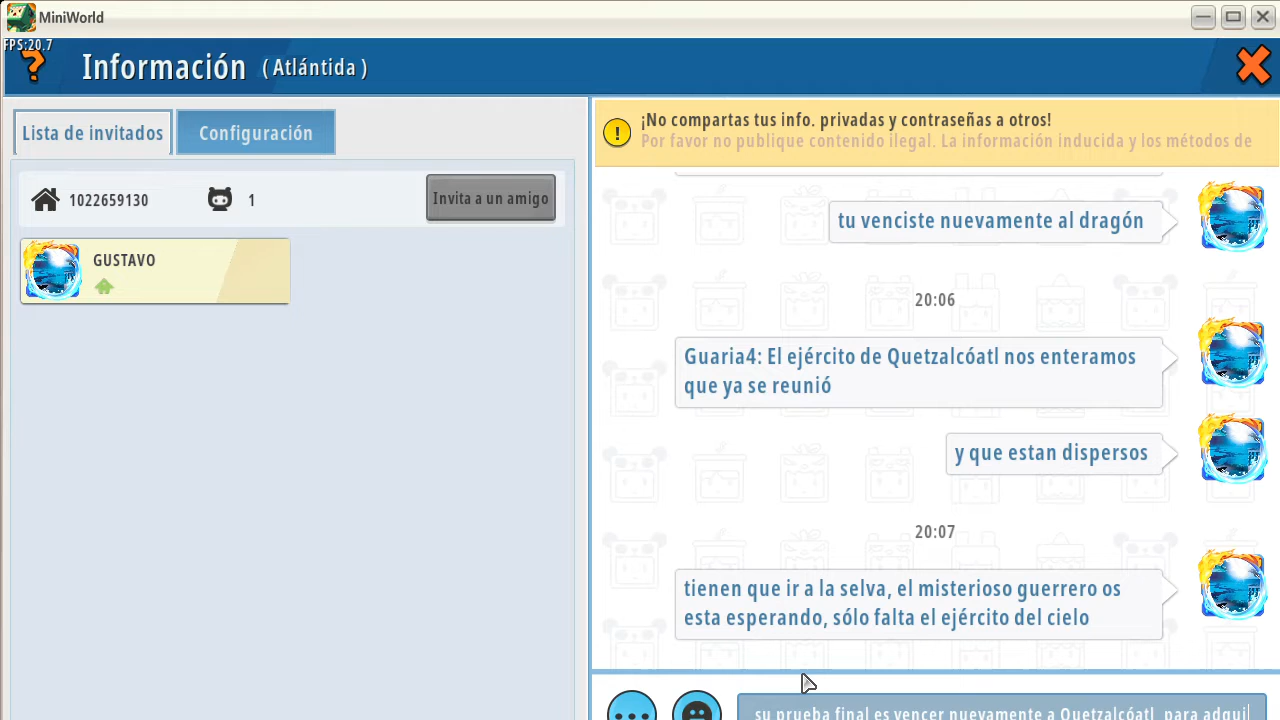 MiniWorld
FPS:20.7
Información ( Atlántida )
Lista de invitados
Configuración
1022659130
1
Invita a un amigo
GUSTAVO
¡No compartas tus info. privadas y contraseñas a otros!
Por favor no publique contenido ilegal. La información inducida y los métodos de
tu venciste nuevamente al dragón
20:06
Guaria4: El ejército de Quetzalcóatl nos enteramos
que ya se reunió
y que estan dispersos
20:07
tienen que ir a la selva, el misterioso guerrero os
esta esperando, sólo falta el ejército del cielo
su prueba final es vencer nuevamente a Quetzalcóatl, para adqui